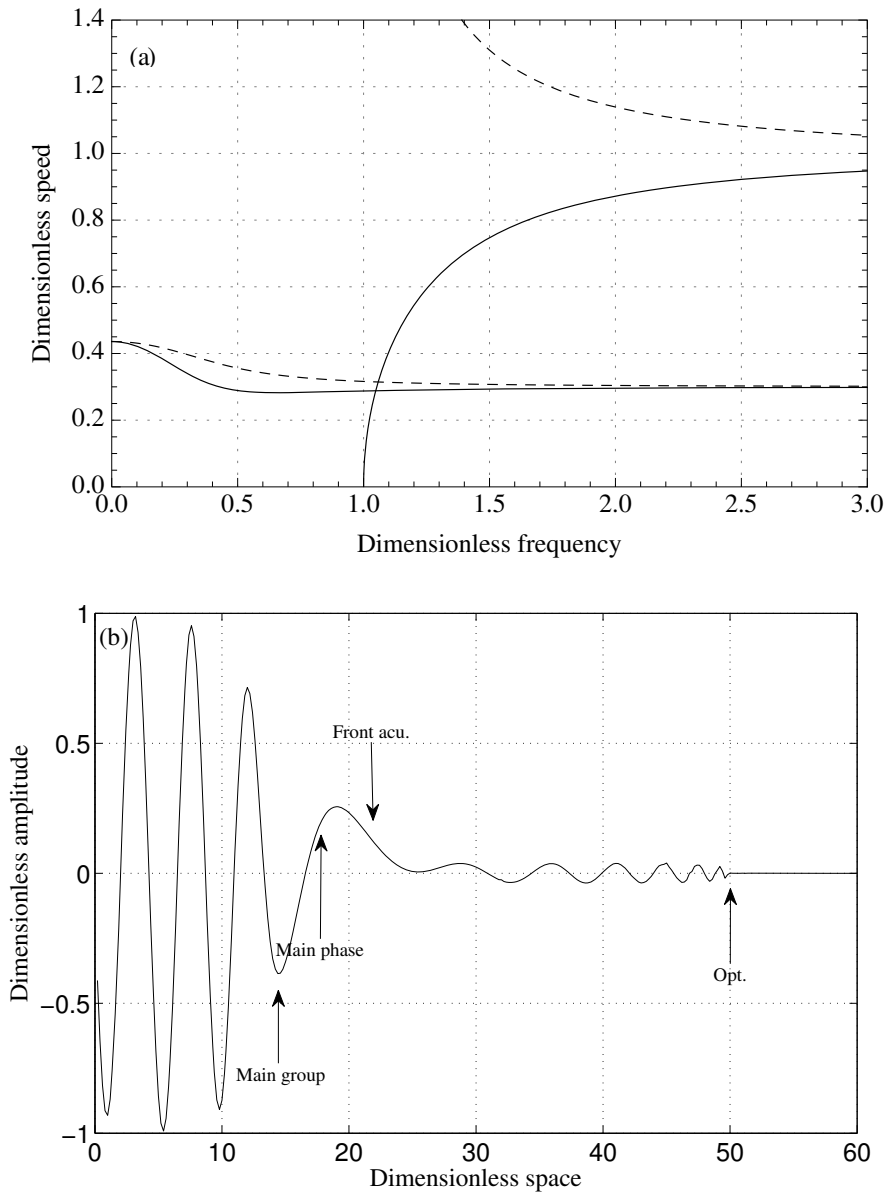 (a)
1.4
1.2
1.0
0.8
0.6
0.4
0.2
0.0
Dimensionless speed
0.0 0.5 1.0 1.5 2.0 2.5 3.0
Dimensionless frequency
(b)
1
0.5
0
−0.5
−1
Dimensionless amplitude
Front acu.
Main phase
Main group
Opt.
0 10 20 30 40 50 60
Dimensionless space